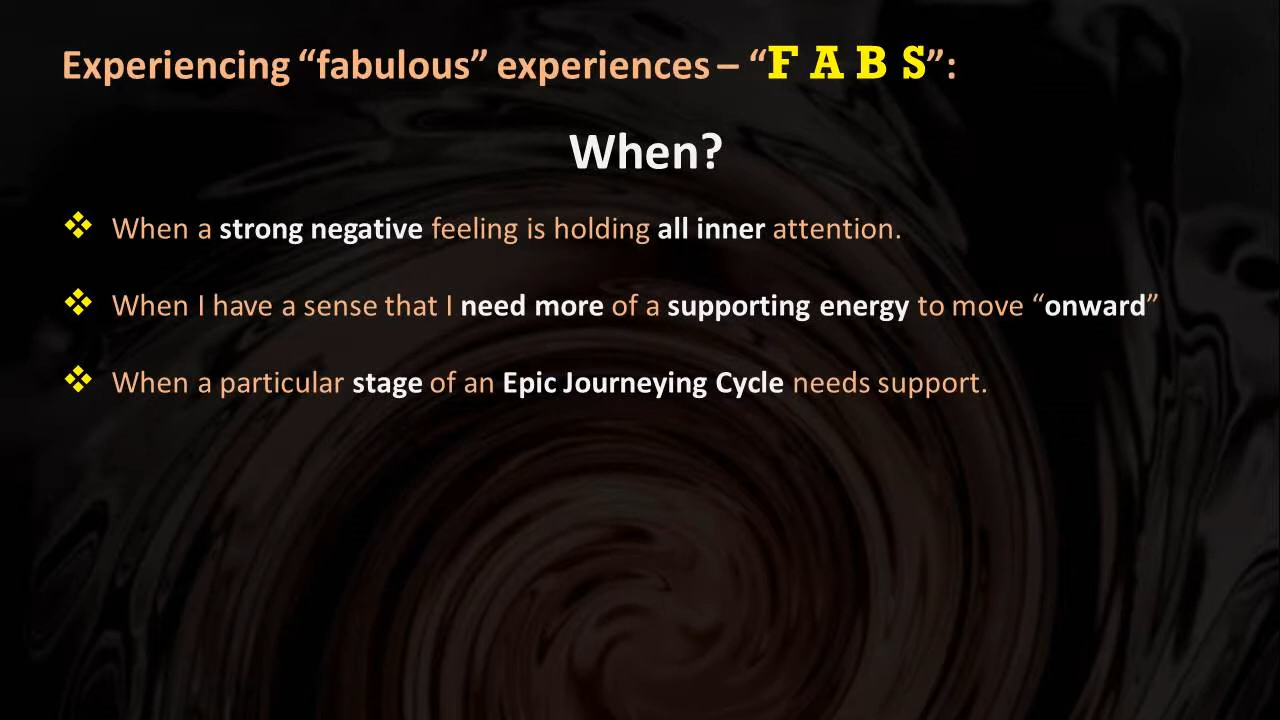 Experiencing “fabulous” experiences – “F A B S”:
When?
❖ When a strong negative feeling is holding all inner attention.
❖ When I have a sense that I need more of a supporting energy to move “onward”
❖ When a particular stage of an Epic Journeying Cycle needs support.